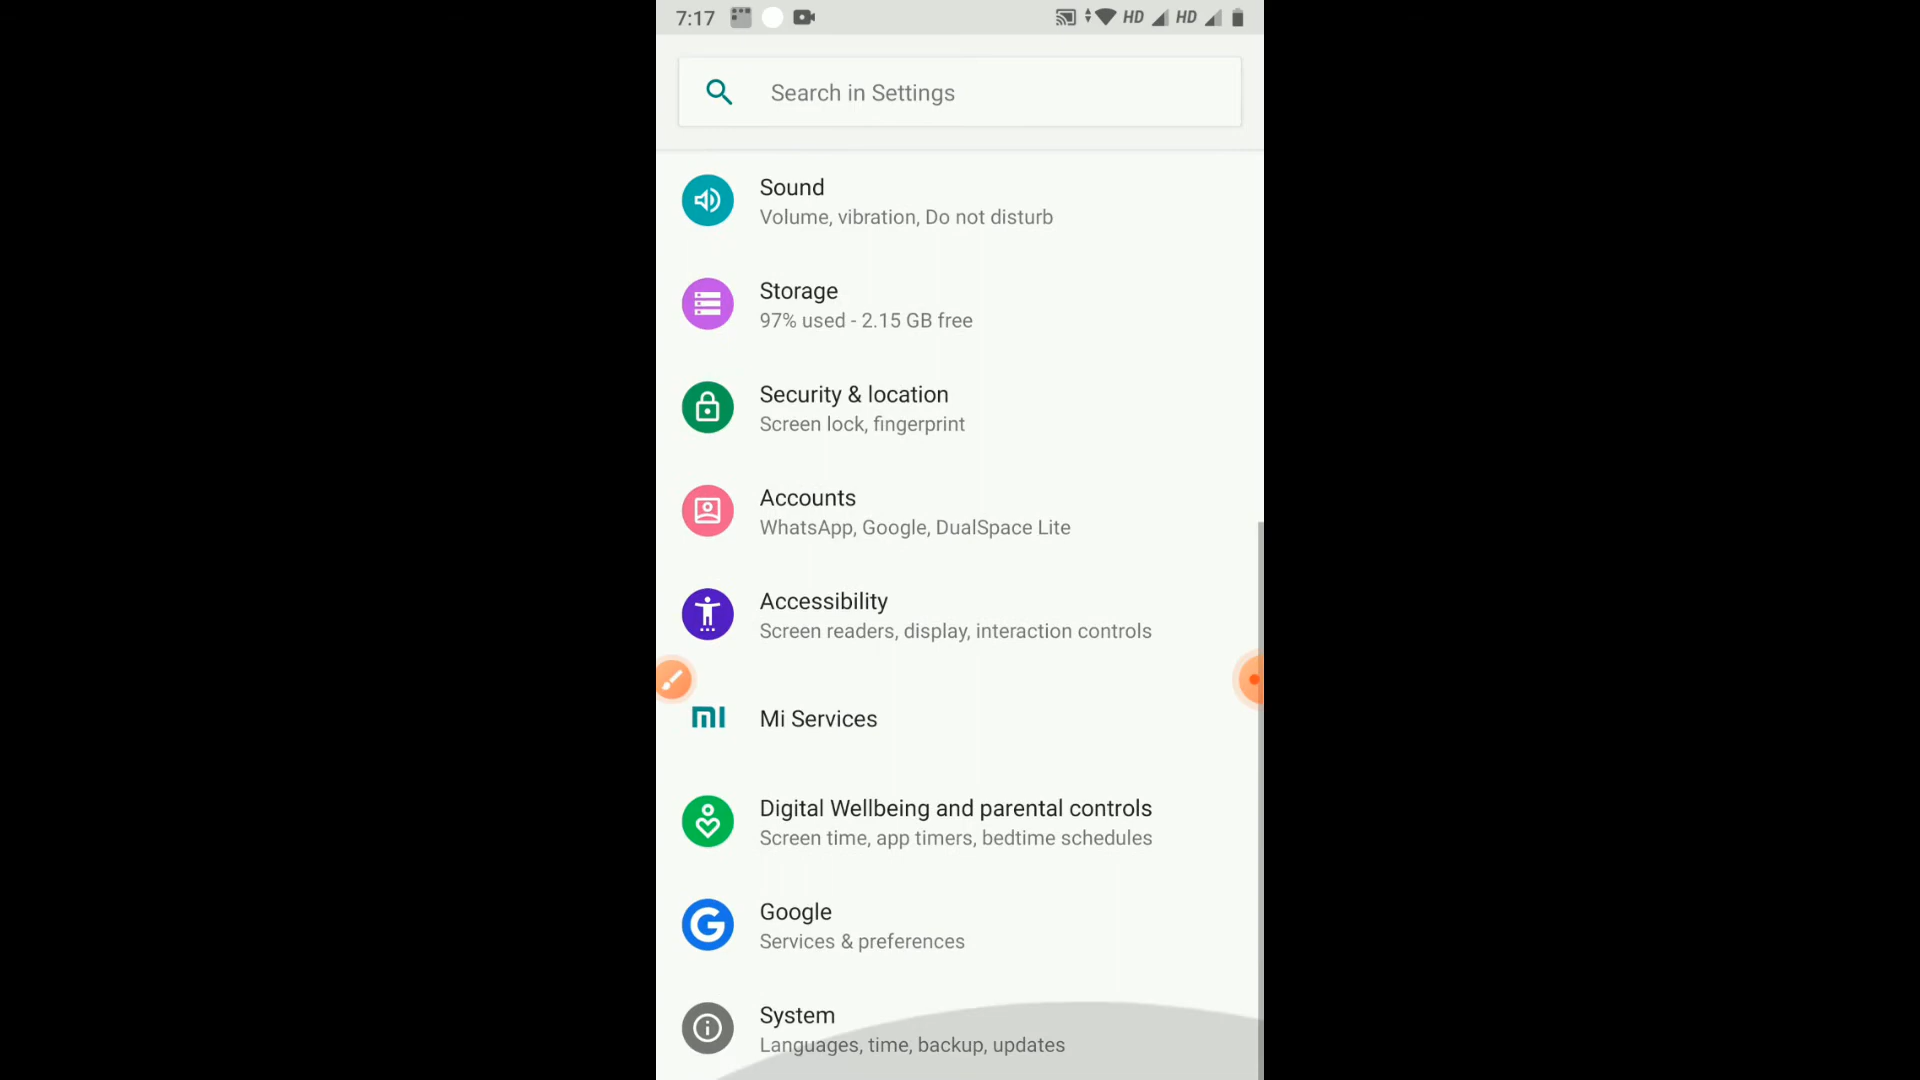 7:17 HD HD
Search in Settings
Sound
Volume, vibration, Do not disturb
Storage
97% used - 2.15 GB free
Security & location
Screen lock, fingerprint
Accounts
WhatsApp, Google, DualSpace Lite
Accessibility
Screen readers, display, interaction controls
Mi Services
Digital Wellbeing and parental controls
Screen time, app timers, bedtime schedules
Google
Services & preferences
System
Languages, time, backup, updates